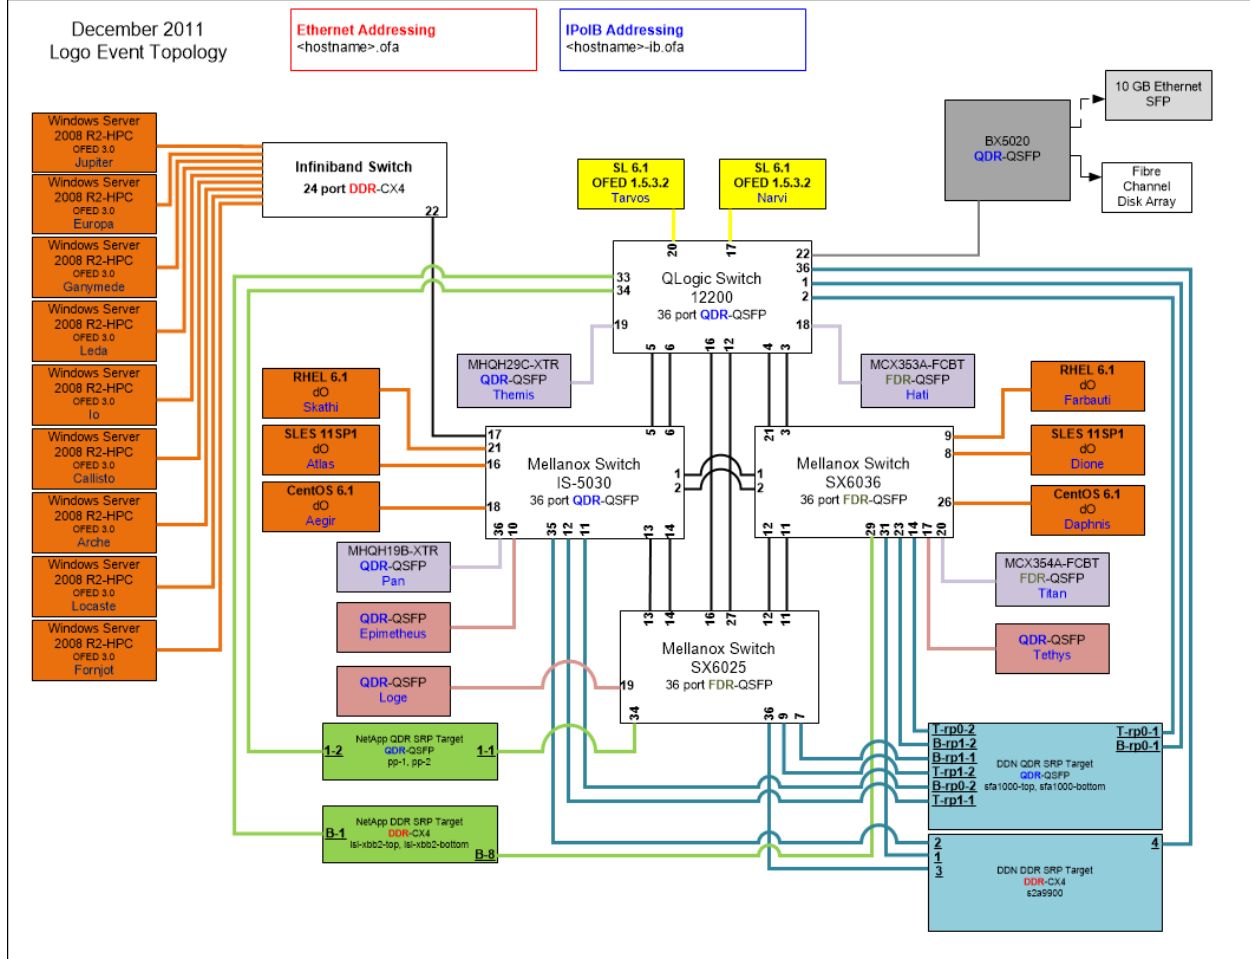 December 2011
Logo Event Topology
Ethernet Addressing
<hostname>.ofa
IPoIB Addressing
<hostname>-ib.ofa
10 GB Ethernet
SFP
BX5020
QDR-QSFP
Fibre
Channel
Disk Array
Windows Server
2008 R2-HPC
OFED 3.0
Jupiter
Windows Server
2008 R2-HPC
OFED 3.0
Europa
Windows Server
2008 R2-HPC
OFED 3.0
Ganymede
Windows Server
2008 R2-HPC
OFED 3.0
Leda
Windows Server
2008 R2-HPC
OFED 3.0
Io
Windows Server
2008 R2-HPC
OFED 3.0
Callisto
Windows Server
2008 R2-HPC
OFED 3.0
Arche
Windows Server
2008 R2-HPC
OFED 3.0
Locaste
Windows Server
2008 R2-HPC
OFED 3.0
Fornjot
Infiniband Switch
24 port DDR-CX4
22
SL 6.1
OFED 1.5.3.2
Tarvos
SL 6.1
OFED 1.5.3.2
Narvi
20
17
22
36
1
2
33
34
19
18
QLogic Switch
12200
36 port QDR-QSFP
5
6
16
12
4
3
MHQH29C-XTR
QDR-QSFP
Themis
MCX353A-FCBT
FDR-QSFP
Hati
RHEL 6.1
dO
Skathi
SLES 11SP1
dO
Atlas
CentOS 6.1
dO
Aegir
RHEL 6.1
dO
Farbauti
SLES 11SP1
dO
Dione
CentOS 6.1
dO
Daphnis
5
6
17
21
16
18
1
2
Mellanox Switch
IS-5030
36 port QDR-QSFP
36
10
35
12
11
13
14
21
3
1
2
9
8
26
Mellanox Switch
SX6036
36 port FDR-QSFP
12
11
29
31
23
14
17
20
MHQH19B-XTR
QDR-QSFP
Pan
QDR-QSFP
Epimetheus
QDR-QSFP
Loge
MCX354A-FCBT
FDR-QSFP
Titan
QDR-QSFP
Tethys
13
14
16
27
12
11
Mellanox Switch
SX6025
36 port FDR-QSFP
19
34
36
9
7
1-2
NetApp QDR SRP Target
QDR-QSFP
pp-1, pp-2
1-1
B-1
NetApp DDR SRP Target
DDR-CX4
lsi-xbb2-top, lsi-xbb2-bottom
B-8
T-rp0-2
B-rp1-2
B-rp1-1
T-rp1-2
B-rp0-2
T-rp1-1
T-rp0-1
B-rp0-1
DDN QDR SRP Target
QDR-QSFP
sfa1000-top, sfa1000-bottom
2
1
3
4
DDN DDR SRP Target
DDR-CX4
s2a9900